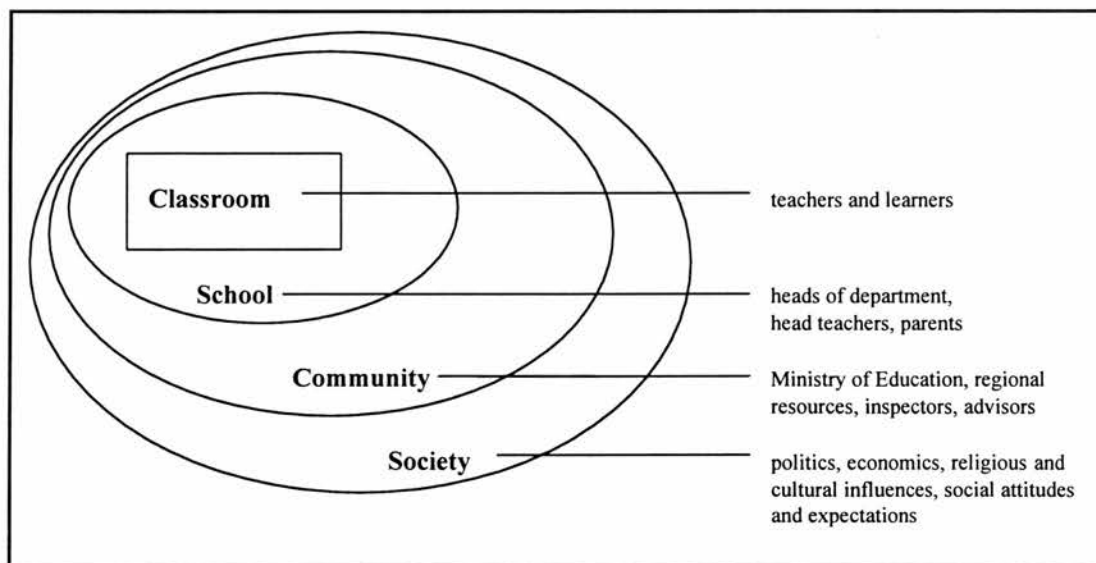 Classroom
teachers and learners
School
heads of department,
head teachers, parents
Community
Ministry of Education, regional
resources, inspectors, advisors
Society
politics, economics, religious and
cultural influences, social attitudes
and expectations